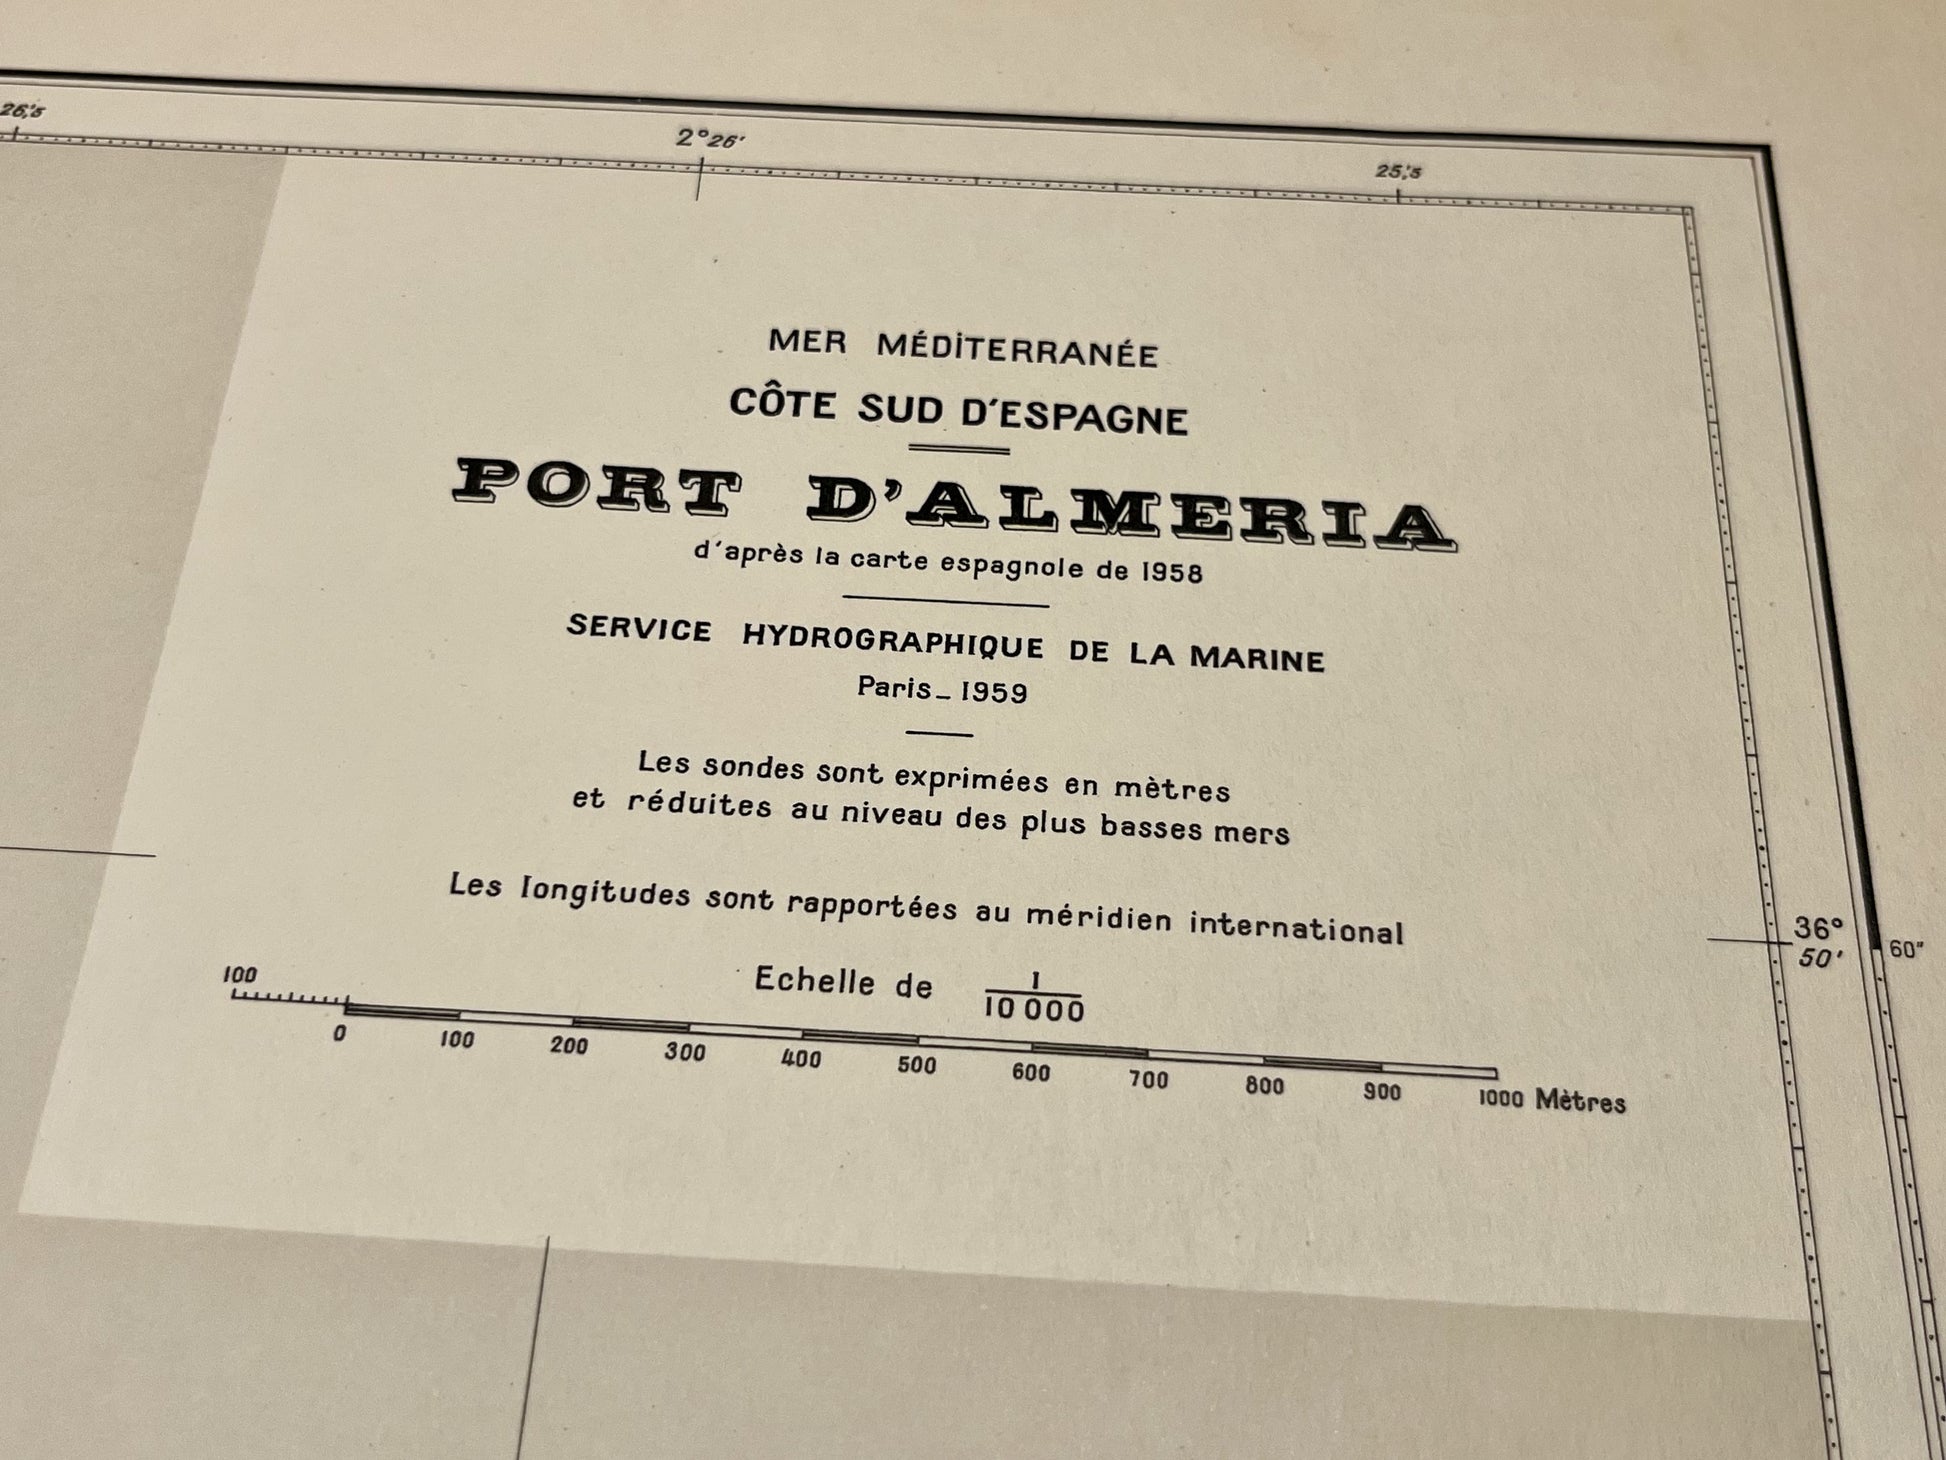 26',5
2°26'
25',5
MER MÉDITERRANÉE
CÔTE SUD D'ESPAGNE
PORT D'ALMERIA
d'après la carte espagnole de 1958
SERVICE HYDROGRAPHIQUE DE LA MARINE
Paris_ 1959
Les sondes sont exprimées en mètres
et réduites au niveau des plus basses mers
Les longitudes sont rapportées au méridien international
36°
50'
60"
Echelle de 1/10 000
100
0 100 200 300 400 500 600 700 800 900 1000 Mètres